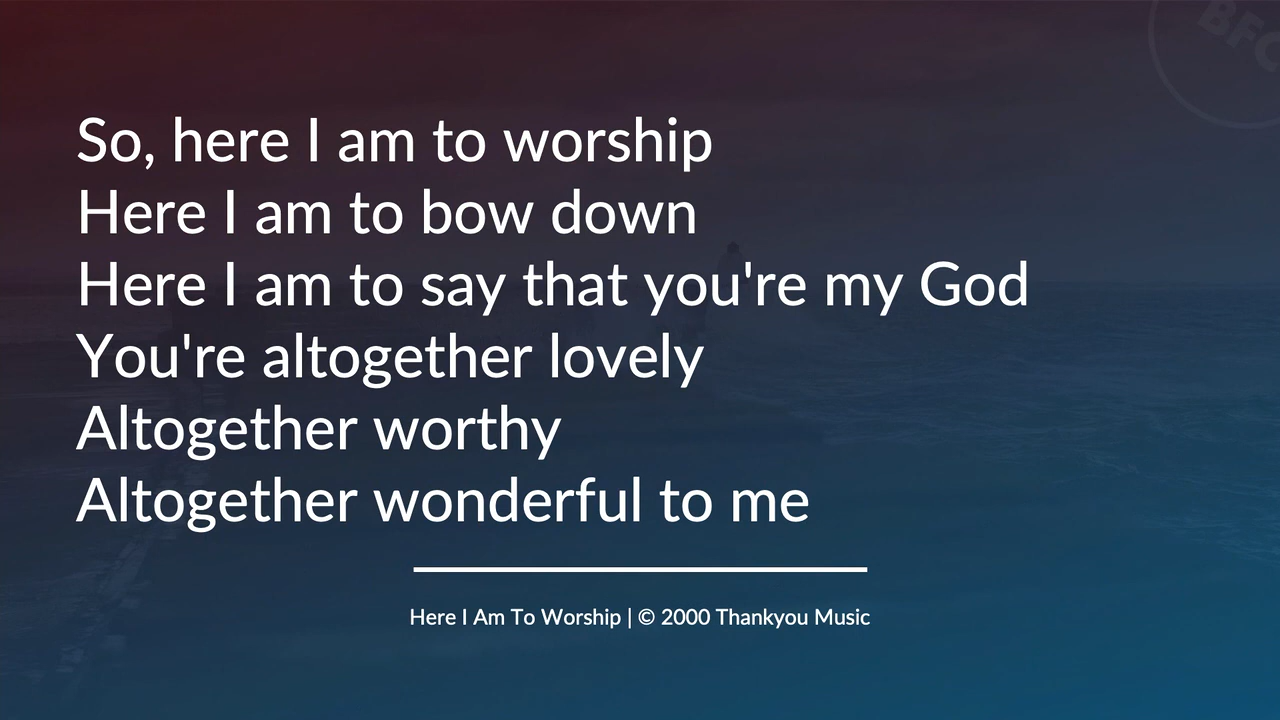 BFC
So, here I am to worship
Here I am to bow down
Here I am to say that you're my God
You're altogether lovely
Altogether worthy
Altogether wonderful to me
Here I Am To Worship | © 2000 Thankyou Music